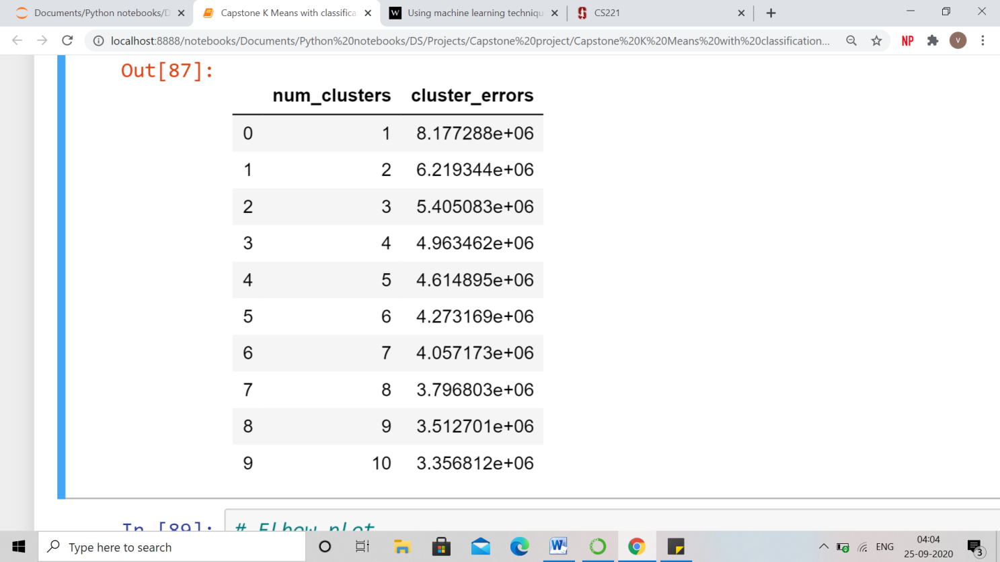 Documents/Python notebooks/D
Capstone K Means with classifica
Using machine learning techniqu
CS221
localhost:8888/notebooks/Documents/Python%20notebooks/DS/Projects/Capstone%20project/Capstone%20K%20Means%20with%20classification...
NP
V
Out[87]:
num_clusters cluster_errors
0 1 8.177288e+06
1 2 6.219344e+06
2 3 5.405083e+06
3 4 4.963462e+06
4 5 4.614895e+06
5 6 4.273169e+06
6 7 4.057173e+06
7 8 3.796803e+06
8 9 3.512701e+06
9 10 3.356812e+06
In [89]: # Elbow plot
Type here to search
ENG
04:04
25-09-2020
3